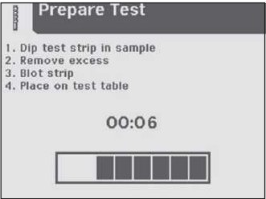 Prepare Test
1. Dip test strip in sample
2. Remove excess
3. Blot strip
4. Place on test table
00:06